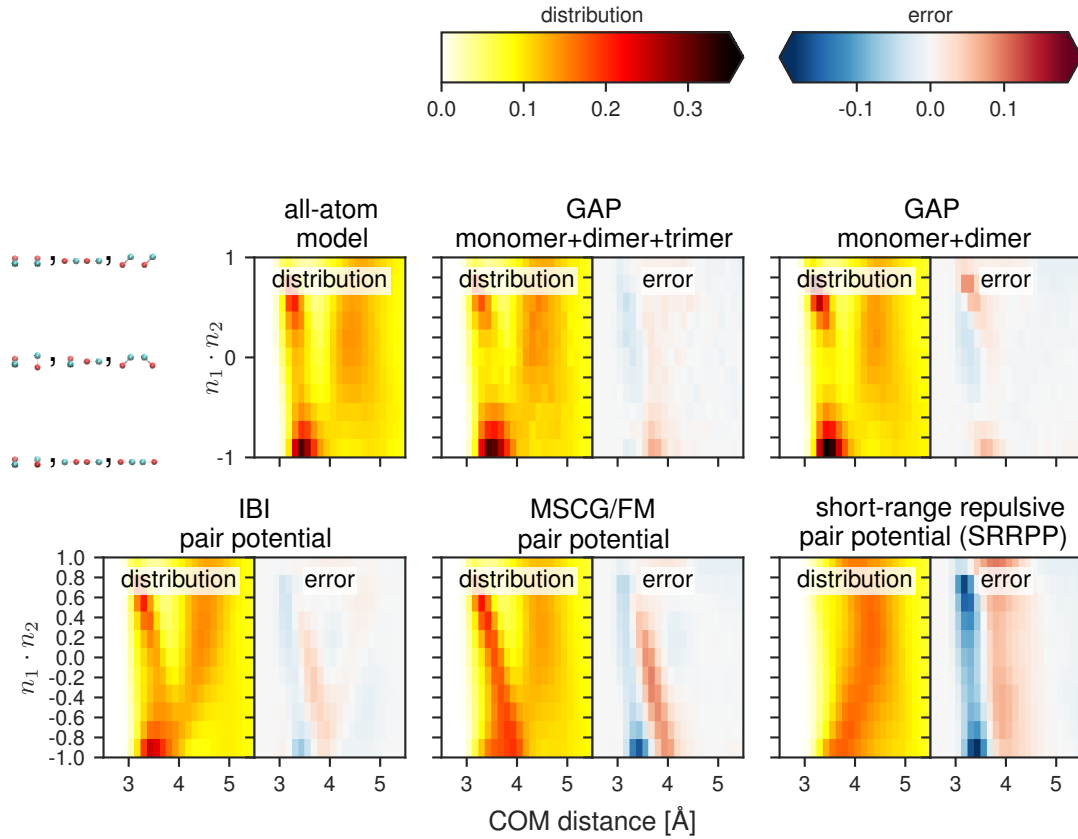 distribution
error
0.0 0.1 0.2 0.3
-0.1 0.0 0.1
all-atom
model
GAP
monomer+dimer+trimer
GAP
monomer+dimer
, ,
1
distribution
distribution
error
distribution
error
, ,
0
n1 · n2
, ,
-1
IBI
pair potential
MSCG/FM
pair potential
short-range repulsive
pair potential (SRRPP)
1.0
0.8
0.6
0.4
0.2
0.0
-0.2
-0.4
-0.6
-0.8
-1.0
n1 · n2
distribution
error
distribution
error
distribution
error
3 4 5 3 4 5 3 4 5 3 4 5 3 4 5 3 4 5
COM distance [Å]